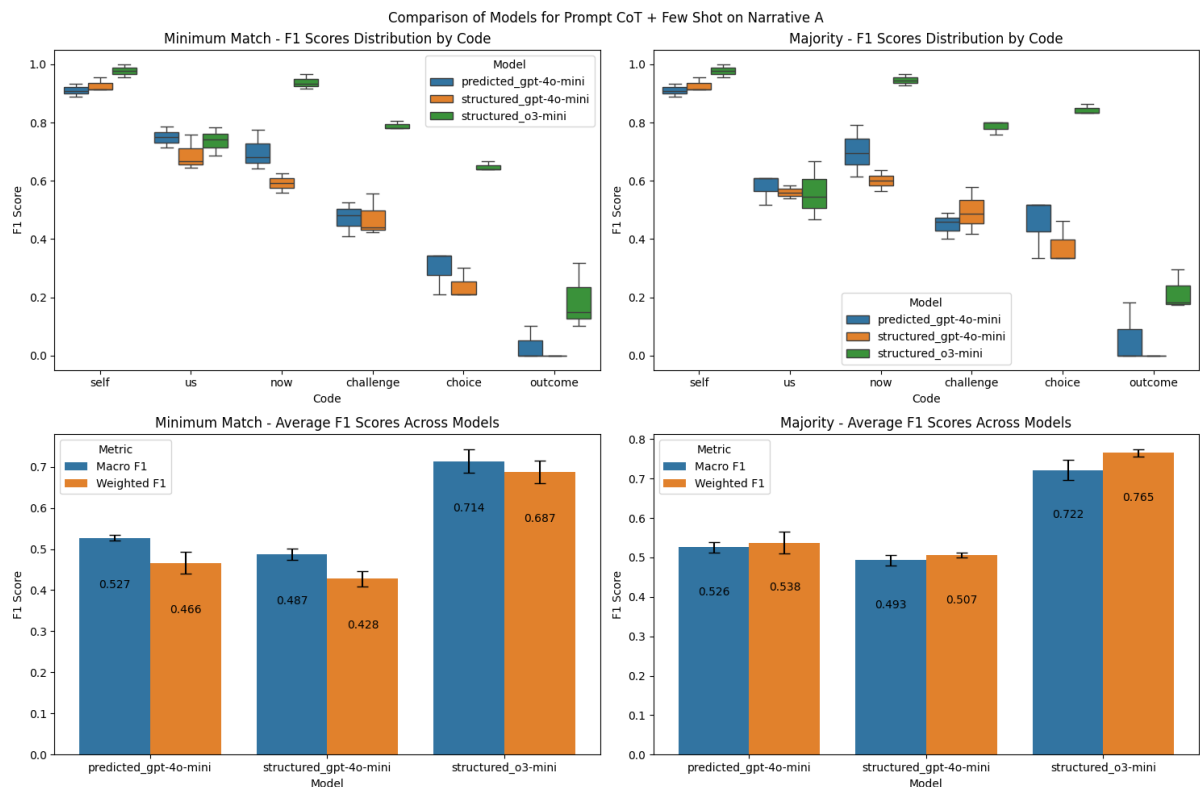 Comparison of Models for Prompt CoT + Few Shot on Narrative A
Minimum Match - F1 Scores Distribution by Code
F1 Score
1.0
0.8
0.6
0.4
0.2
0.0
Model
predicted_gpt-4o-mini
structured_gpt-4o-mini
structured_o3-mini
self
us
now
challenge
choice
outcome
Code
Majority - F1 Scores Distribution by Code
F1 Score
1.0
0.8
0.6
0.4
0.2
0.0
Model
predicted_gpt-4o-mini
structured_gpt-4o-mini
structured_o3-mini
self
us
now
challenge
choice
outcome
Code
Minimum Match - Average F1 Scores Across Models
F1 Score
0.7
0.6
0.5
0.4
0.3
0.2
0.1
0.0
Metric
Macro F1
Weighted F1
0.527
0.466
0.487
0.428
0.714
0.687
predicted_gpt-4o-mini
structured_gpt-4o-mini
structured_o3-mini
Model
Majority - Average F1 Scores Across Models
F1 Score
0.8
0.7
0.6
0.5
0.4
0.3
0.2
0.1
0.0
Metric
Macro F1
Weighted F1
0.526
0.538
0.493
0.507
0.722
0.765
predicted_gpt-4o-mini
structured_gpt-4o-mini
structured_o3-mini
Model